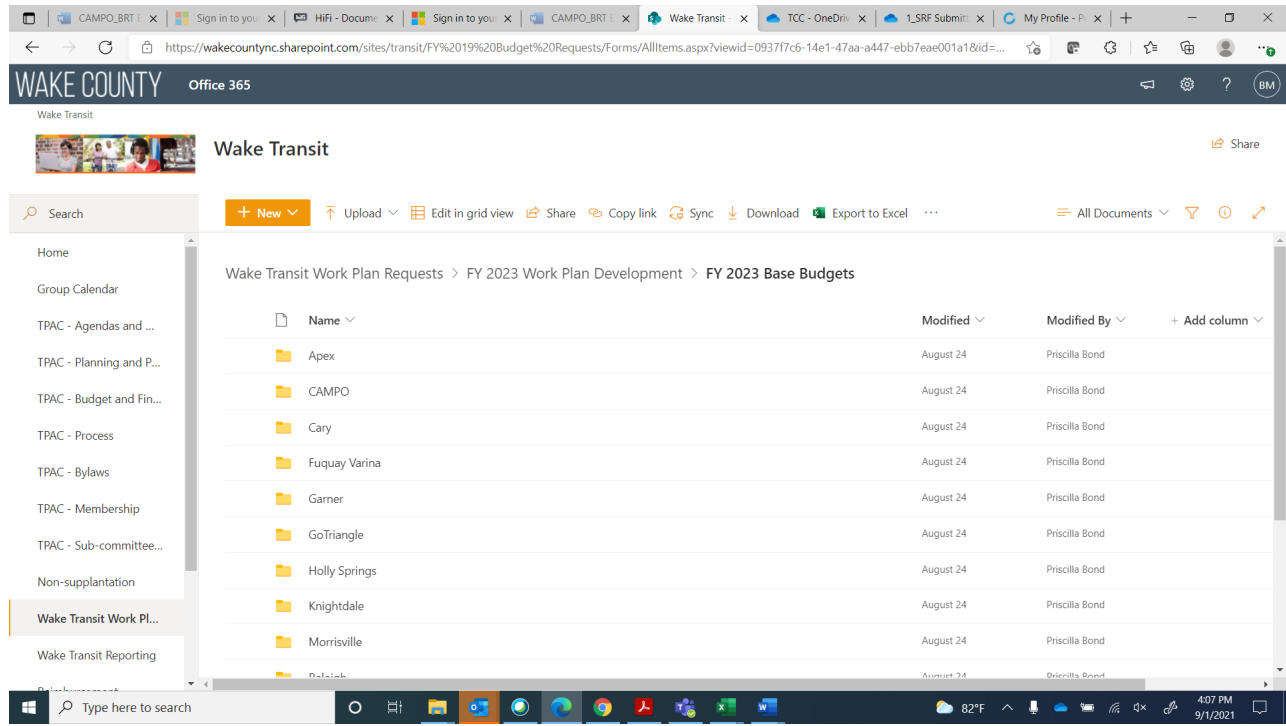 CAMPO_BRT E
Sign in to you
HiFi - Docume
Sign in to your
CAMPO_BRT E
Wake Transit -
TCC - OneDriv
1_SRF Submitt
My Profile - P
https://wakecountync.sharepoint.com/sites/transit/FY%2019%20Budget%20Requests/Forms/AllItems.aspx?viewid=0937f7c6-14e1-47aa-a447-ebb7eae001a1&id=...
WAKE COUNTY Office 365 ? BM
Wake Transit
Wake Transit
Share
Search
+ New Upload Edit in grid view Share Copy link Sync Download Export to Excel ... All Documents
Home
Group Calendar
TPAC - Agendas and ...
TPAC - Planning and P...
TPAC - Budget and Fin...
TPAC - Process
TPAC - Bylaws
TPAC - Membership
TPAC - Sub-committee...
Non-supplantation
Wake Transit Work Pl...
Wake Transit Reporting
Reimbursement
Wake Transit Work Plan Requests > FY 2023 Work Plan Development > FY 2023 Base Budgets
Name Modified Modified By + Add column
Apex August 24 Priscilla Bond
CAMPO August 24 Priscilla Bond
Cary August 24 Priscilla Bond
Fuquay Varina August 24 Priscilla Bond
Garner August 24 Priscilla Bond
GoTriangle August 24 Priscilla Bond
Holly Springs August 24 Priscilla Bond
Knightdale August 24 Priscilla Bond
Morrisville August 24 Priscilla Bond
Raleigh August 24 Priscilla Bond
Type here to search
82°F
4:07 PM
9/1/2021